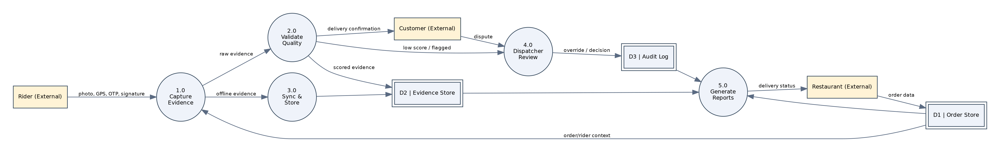 Rider (External)
photo, GPS, OTP, signature
1.0
Capture
Evidence
raw evidence
offline evidence
2.0
Validate
Quality
3.0
Sync &
Store
delivery confirmation
low score / flagged
scored evidence
Customer (External)
D2 | Evidence Store
dispute
4.0
Dispatcher
Review
override / decision
D3 | Audit Log
5.0
Generate
Reports
delivery status
Restaurant (External)
order data
D1 | Order Store
order/rider context